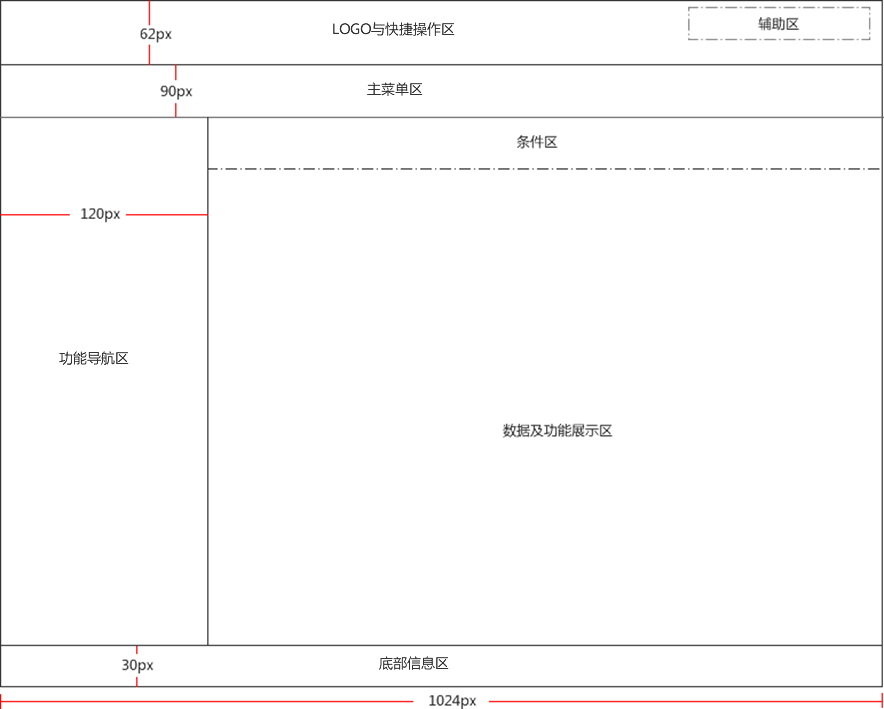 LOGO与快捷操作区
辅助区
62px
主菜单区
90px
条件区
120px
功能导航区
数据及功能展示区
底部信息区
30px
1024px